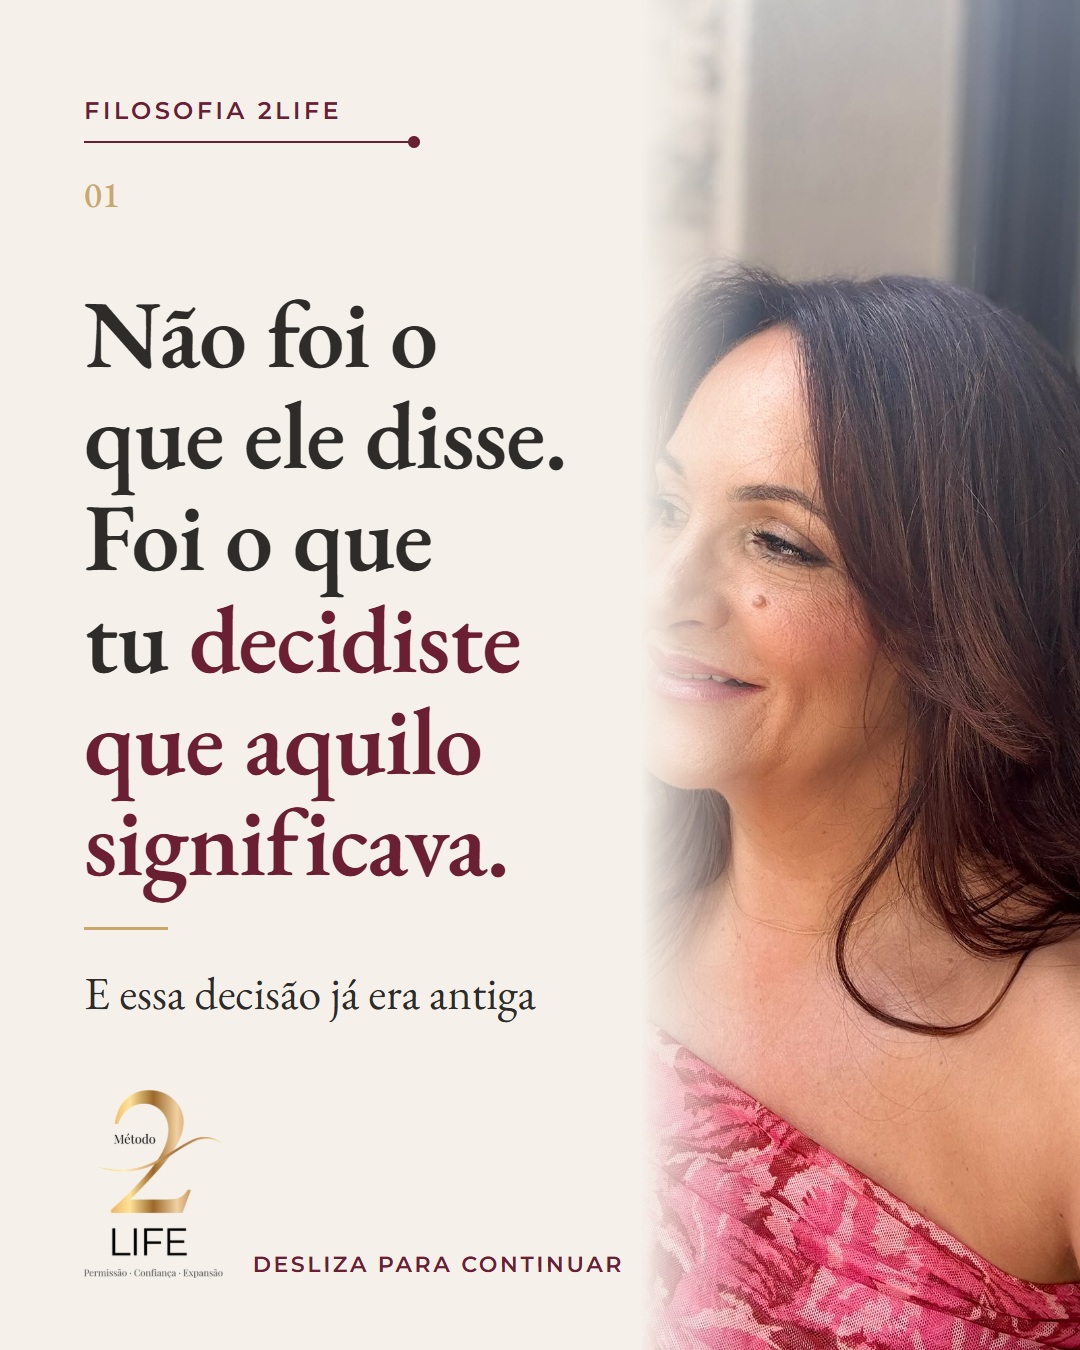 FILOSOFIA 2LIFE
01
Não foi o
que ele disse.
Foi o que
tu decidiste
que aquilo
significava.
E essa decisão já era antiga
Método
2
LIFE
Permissão · Confiança · Expansão
DESLIZA PARA CONTINUAR